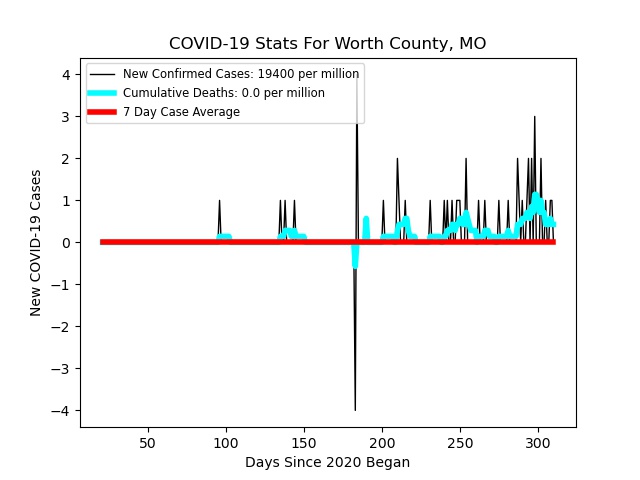 COVID-19 Stats For Worth County, MO
New Confirmed Cases: 19400 per million
Cumulative Deaths: 0.0 per million
7 Day Case Average
4
3
2
1
0
−1
−2
−3
−4
New COVID-19 Cases
50 100 150 200 250 300
Days Since 2020 Began